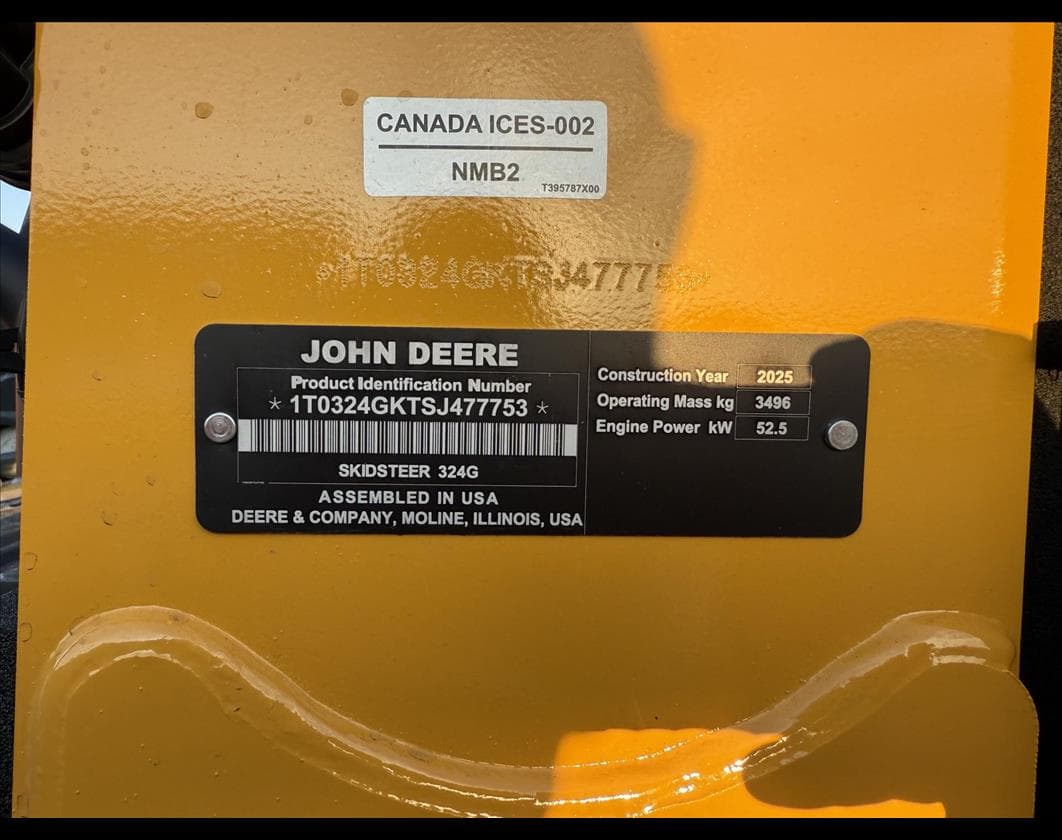 CANADA ICES-002
NMB2
T395787X00
*1T0324GKTSJ477753*
JOHN DEERE
Product Identification Number
* 1T0324GKTSJ477753 *
SKIDSTEER 324G
ASSEMBLED IN USA
DEERE & COMPANY, MOLINE, ILLINOIS, USA
Construction Year 2025
Operating Mass kg 3496
Engine Power kW 52.5